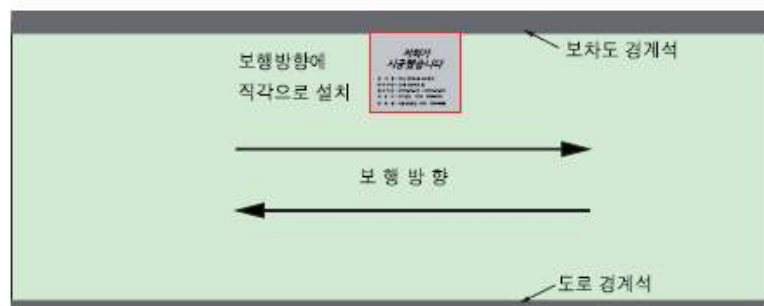 보차도 경계석
보행방향에
직각으로 설치
저희가
시공했습니다
보 행 방 향
도로 경계석